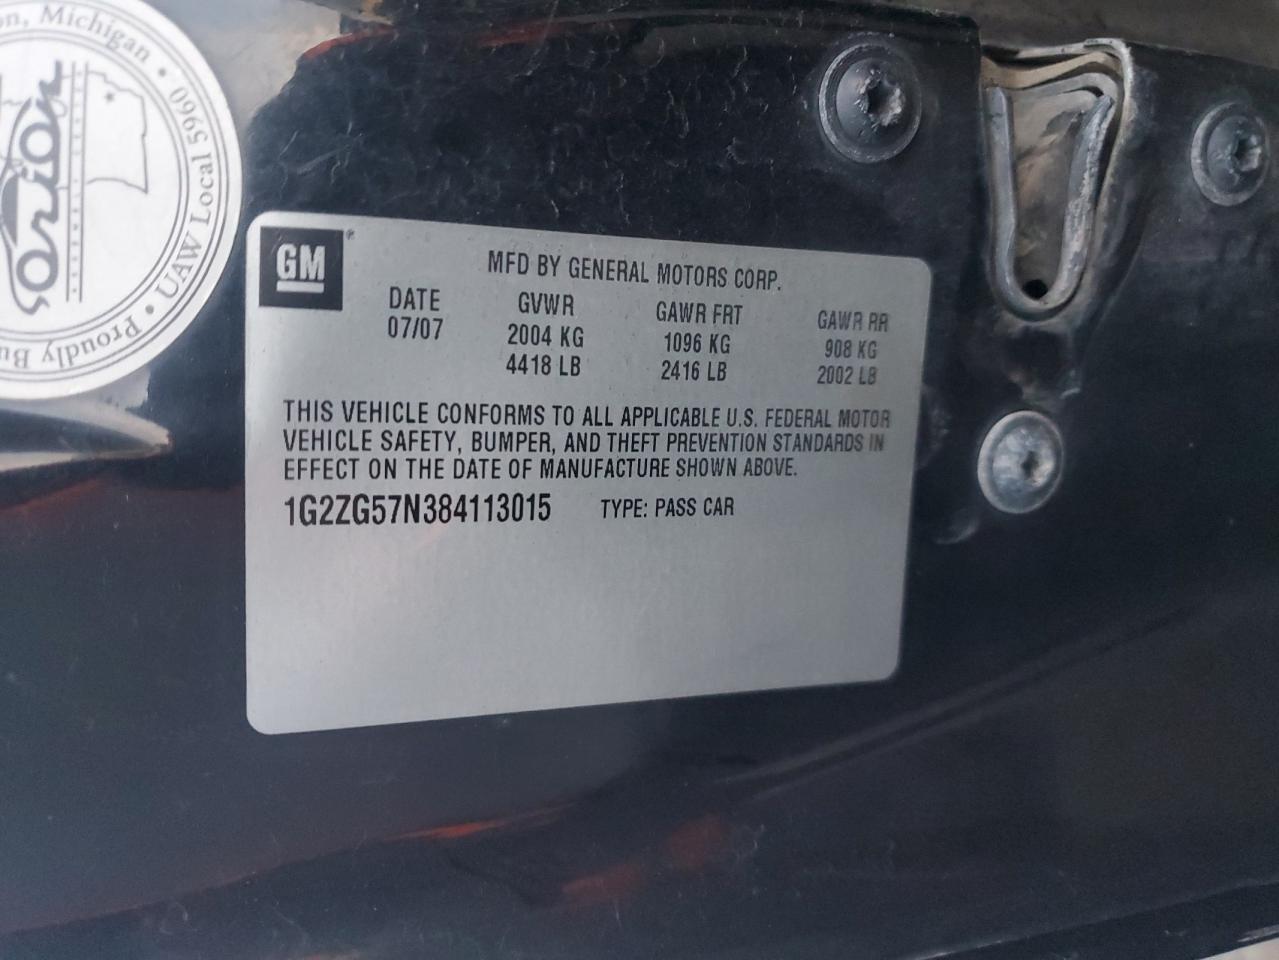 on, Michigan • UAW Local 5960 • Proudly Bu
Orion
GM®
MFD BY GENERAL MOTORS CORP.
DATE GVWR GAWR FRT GAWR RR
07/07 2004 KG 1096 KG 908 KG
4418 LB 2416 LB 2002 LB
THIS VEHICLE CONFORMS TO ALL APPLICABLE U.S. FEDERAL MOTOR
VEHICLE SAFETY, BUMPER, AND THEFT PREVENTION STANDARDS IN
EFFECT ON THE DATE OF MANUFACTURE SHOWN ABOVE.
1G2ZG57N384113015 TYPE: PASS CAR